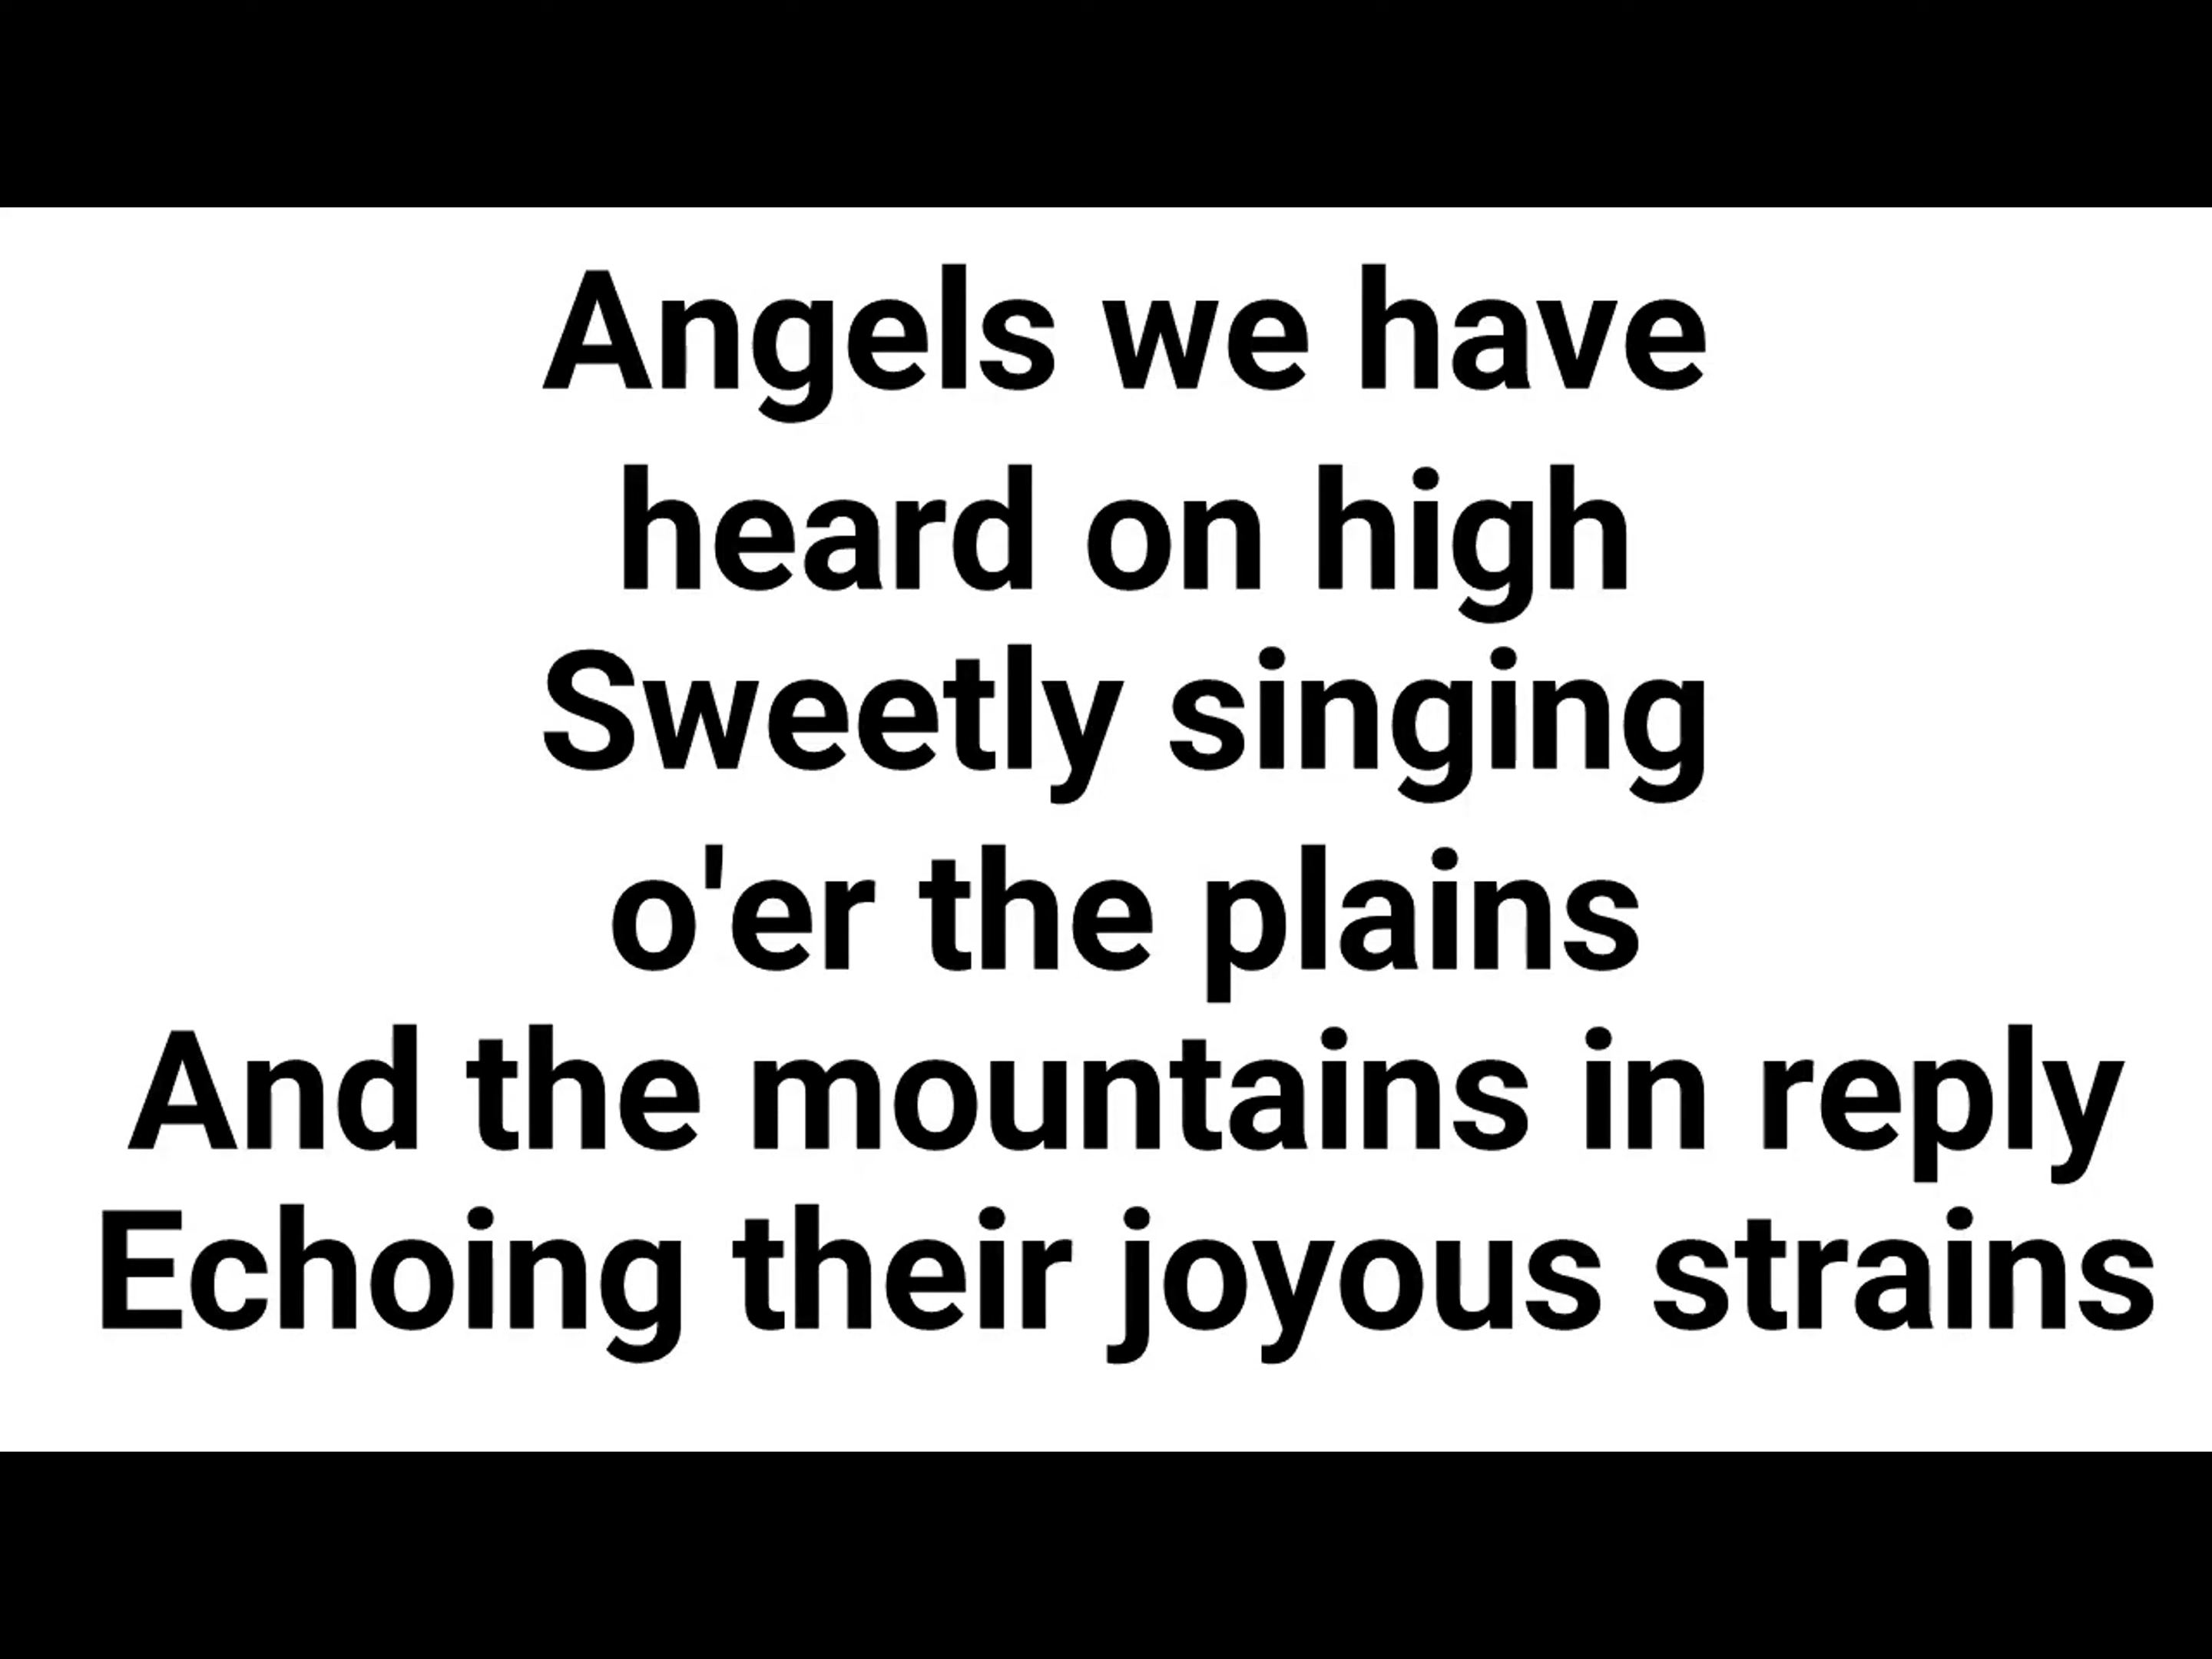 Angels we have
heard on high
Sweetly singing
o'er the plains
And the mountains in reply
Echoing their joyous strains